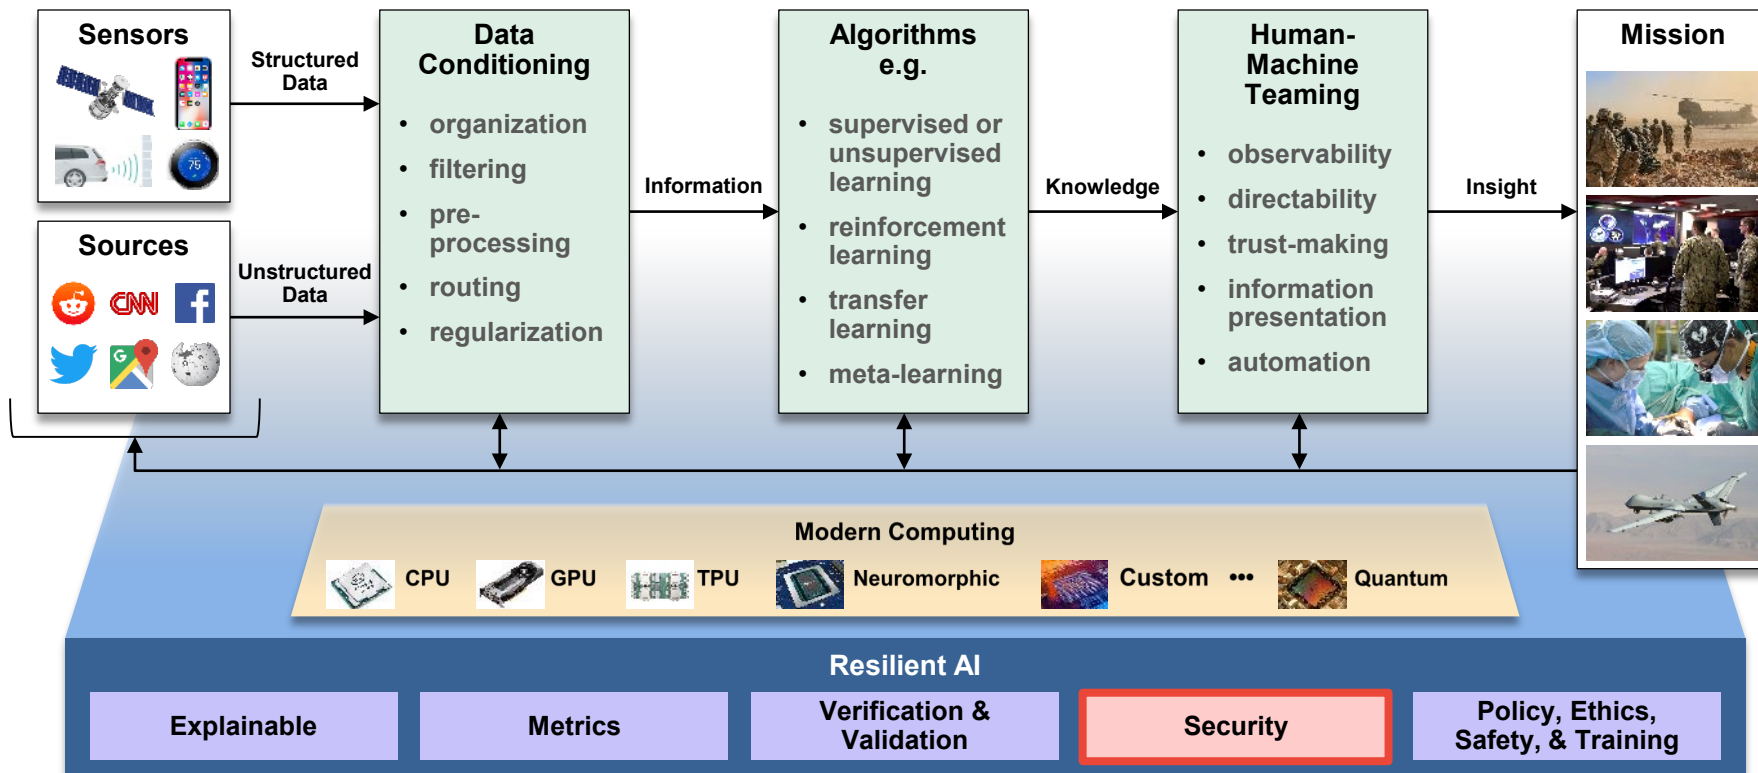 Sensors
75
Structured
Data
Sources
CNN
G
Unstructured
Data
Data
Conditioning
• organization
• filtering
• pre-
processing
• routing
• regularization
Information
Algorithms
e.g.
• supervised or
unsupervised
learning
• reinforcement
learning
• transfer
learning
• meta-learning
Knowledge
Human-
Machine
Teaming
• observability
• directability
• trust-making
• information
presentation
• automation
Insight
Mission
Modern Computing
CPU
GPU
TPU
Neuromorphic
Custom
•••
Quantum
Resilient AI
Explainable
Metrics
Verification &
Validation
Security
Policy, Ethics,
Safety, & Training